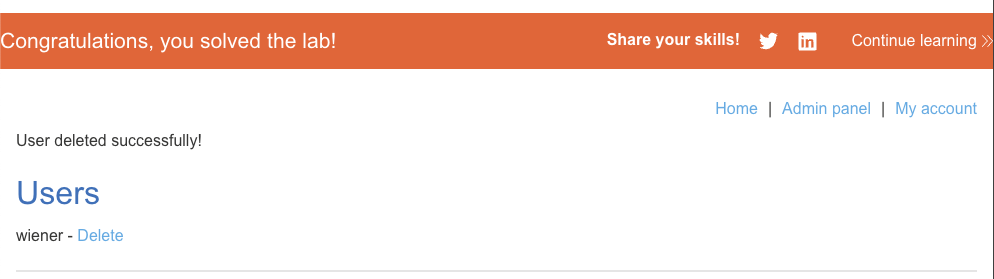 Congratulations, you solved the lab! Share your skills! Continue learning
Home | Admin panel | My account
User deleted successfully!
Users
wiener - Delete